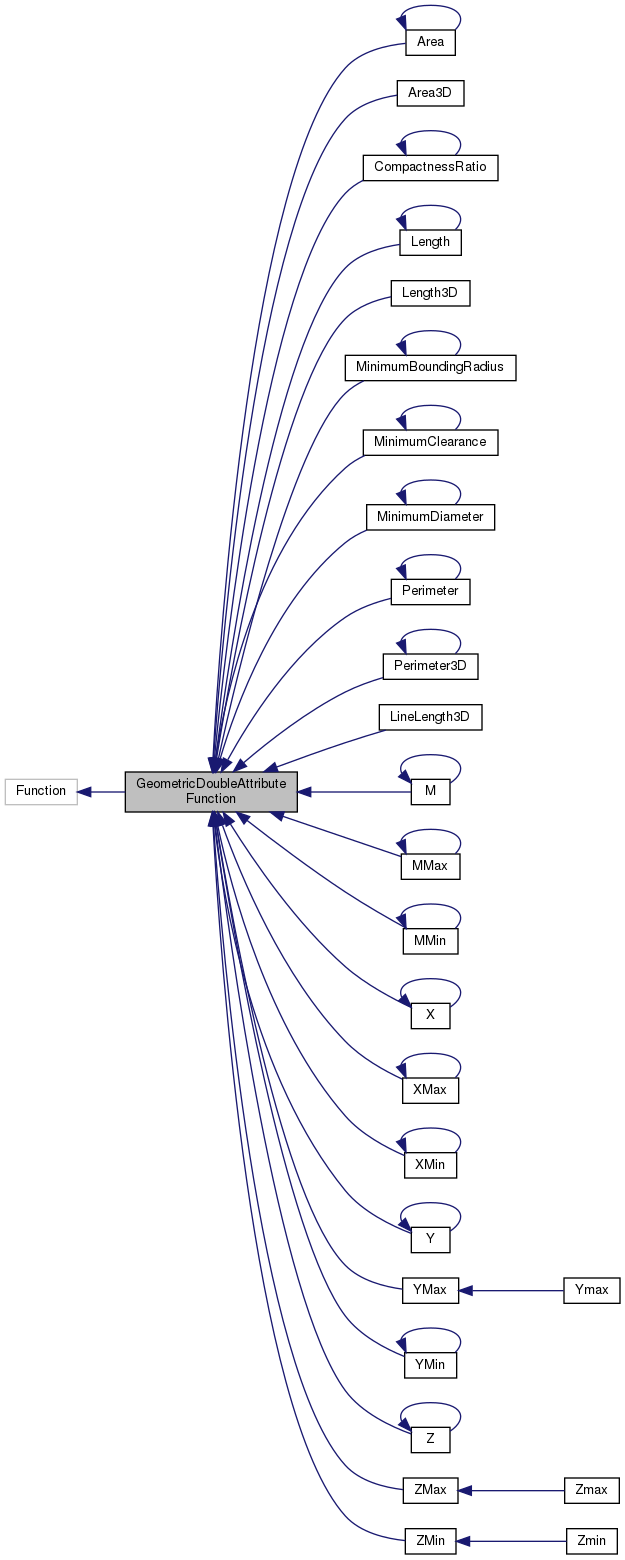 Area
Area3D
CompactnessRatio
Length
Length3D
MinimumBoundingRadius
MinimumClearance
MinimumDiameter
Perimeter
Perimeter3D
LineLength3D
Function
GeometricDoubleAttribute
Function
M
MMax
MMin
X
XMax
XMin
Y
YMax
Ymax
YMin
Z
ZMax
Zmax
ZMin
Zmin